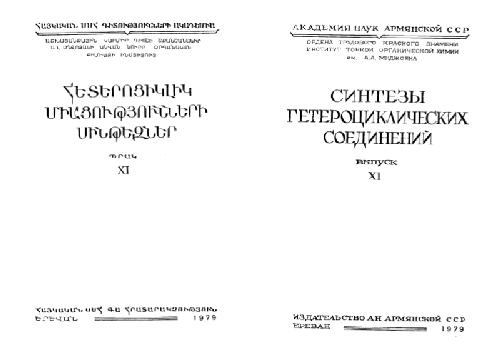 ՀԱՅԿԱԿԱՆ ՍՍՀ ԳԻՏՈՒԹՅՈՒՆՆԵՐԻ ԱԿԱԴԵՄԻԱ
ՀԵՏԵՐՈՑԻԿԼԻԿ
ՄԻԱՑՈՒԹՅՈՒՆՆԵՐԻ
ՍԻՆԹԵԶՆԵՐ
ՊՐԱԿ
XI
ՀԱՅԿԱԿԱՆ ՍՍՀ ԳԱ ՀՐԱՏԱՐԱԿՉՈՒԹՅՈՒՆ
ԵՐԵՎԱՆ 1979
АКАДЕМИЯ НАУК АРМЯНСКОЙ ССР
ОРДЕНА ТРУДОВОГО КРАСНОГО ЗНАМЕНИ
ИНСТИТУТ ТОНКОЙ ОРГАНИЧЕСКОЙ ХИМИИ
им. А.Л. МНДЖОЯНА
СИНТЕЗЫ
ГЕТЕРОЦИКЛИЧЕСКИХ
СОЕДИНЕНИЙ
ВЫПУСК
XI
ИЗДАТЕЛЬСТВО АН АРМЯНСКОЙ ССР
ЕРЕВАН 1979